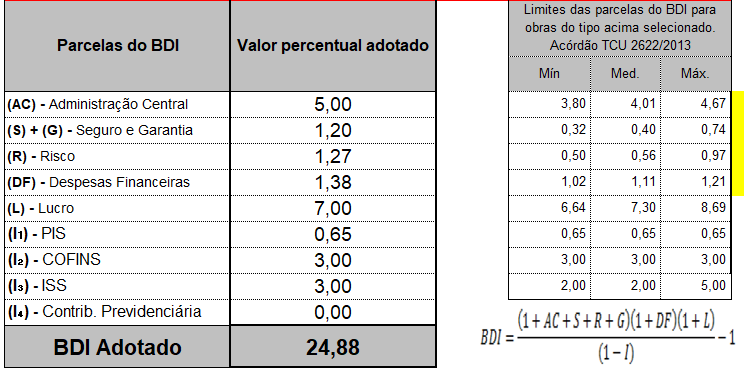 Parcelas do BDI Valor percentual adotado
Limites das parcelas do BDI para
obras do tipo acima selecionado.
Acórdão TCU 2622/2013
Mín Med. Máx.
(AC) - Administração Central 5,00 3,80 4,01 4,67
(S) + (G) - Seguro e Garantia 1,20 0,32 0,40 0,74
(R) - Risco 1,27 0,50 0,56 0,97
(DF) - Despesas Financeiras 1,38 1,02 1,11 1,21
(L) - Lucro 7,00 6,64 7,30 8,69
(I₁) - PIS 0,65 0,65 0,65 0,65
(I₂) - COFINS 3,00 3,00 3,00 3,00
(I₃) - ISS 3,00 2,00 2,00 5,00
(I₄) - Contrib. Previdenciária 0,00
BDI Adotado 24,88
BDI = (1 + AC + S + R + G)(1 + DF)(1 + L) / (1 − I) − 1